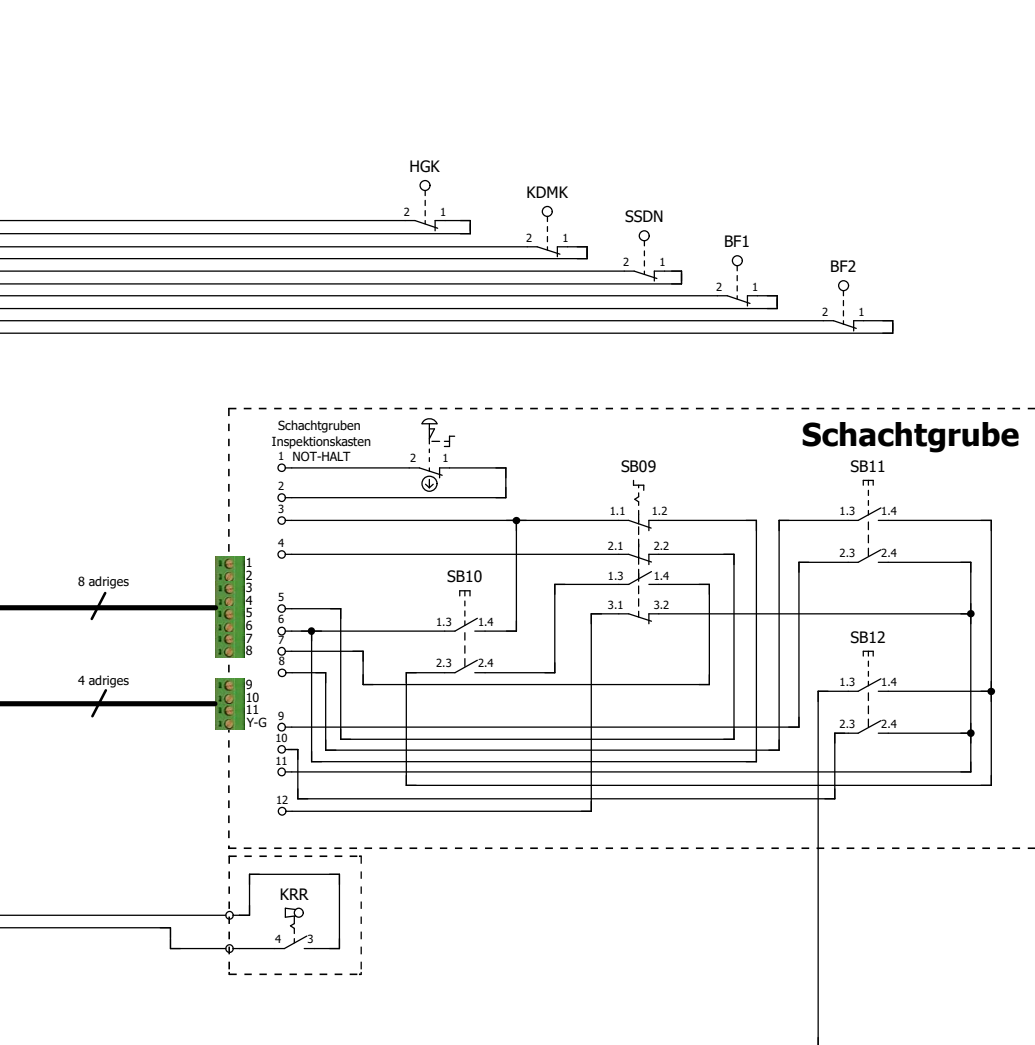 HGK
2 1
KDMK
2 1
SSDN
2 1
BF1
2 1
BF2
2 1
Schachtgrube
Schachtgruben
Inspektionskasten
NOT-HALT
1
2 1
2
3
4
5
6
7
8
9
10
11
12
8 adriges
1
2
3
4
5
6
7
8
4 adriges
9
10
11
Y-G
SB10
1.3 1.4
2.3 2.4
SB09
1.1 1.2
2.1 2.2
1.3 1.4
3.1 3.2
SB11
1.3 1.4
2.3 2.4
SB12
1.3 1.4
2.3 2.4
KRR
4 3